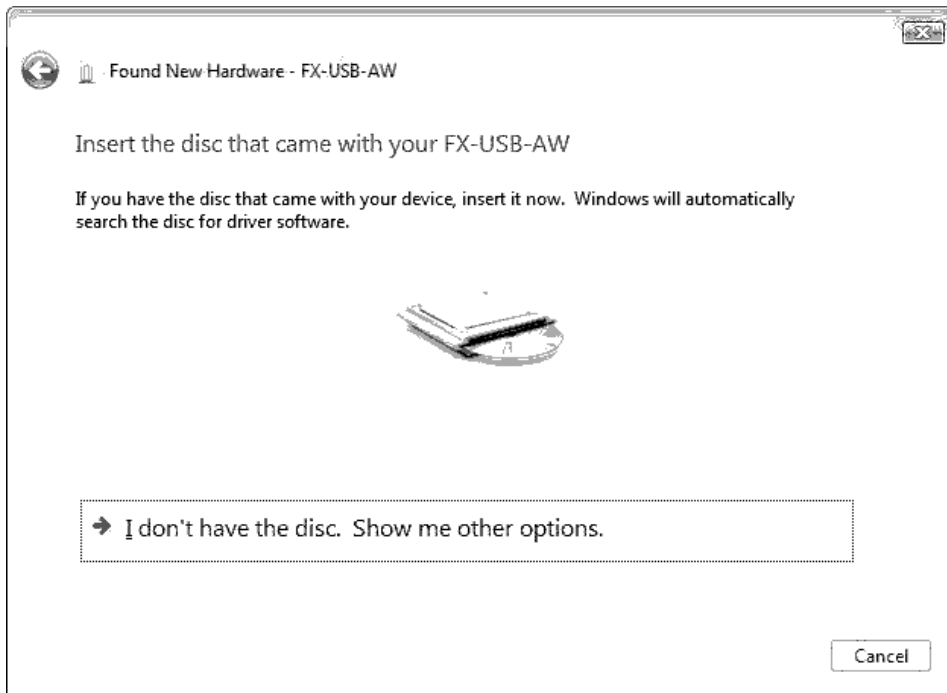 Found New Hardware - FX-USB-AW
Insert the disc that came with your FX-USB-AW
If you have the disc that came with your device, insert it now.  Windows will automatically
search the disc for driver software.
I don't have the disc.  Show me other options.
Cancel